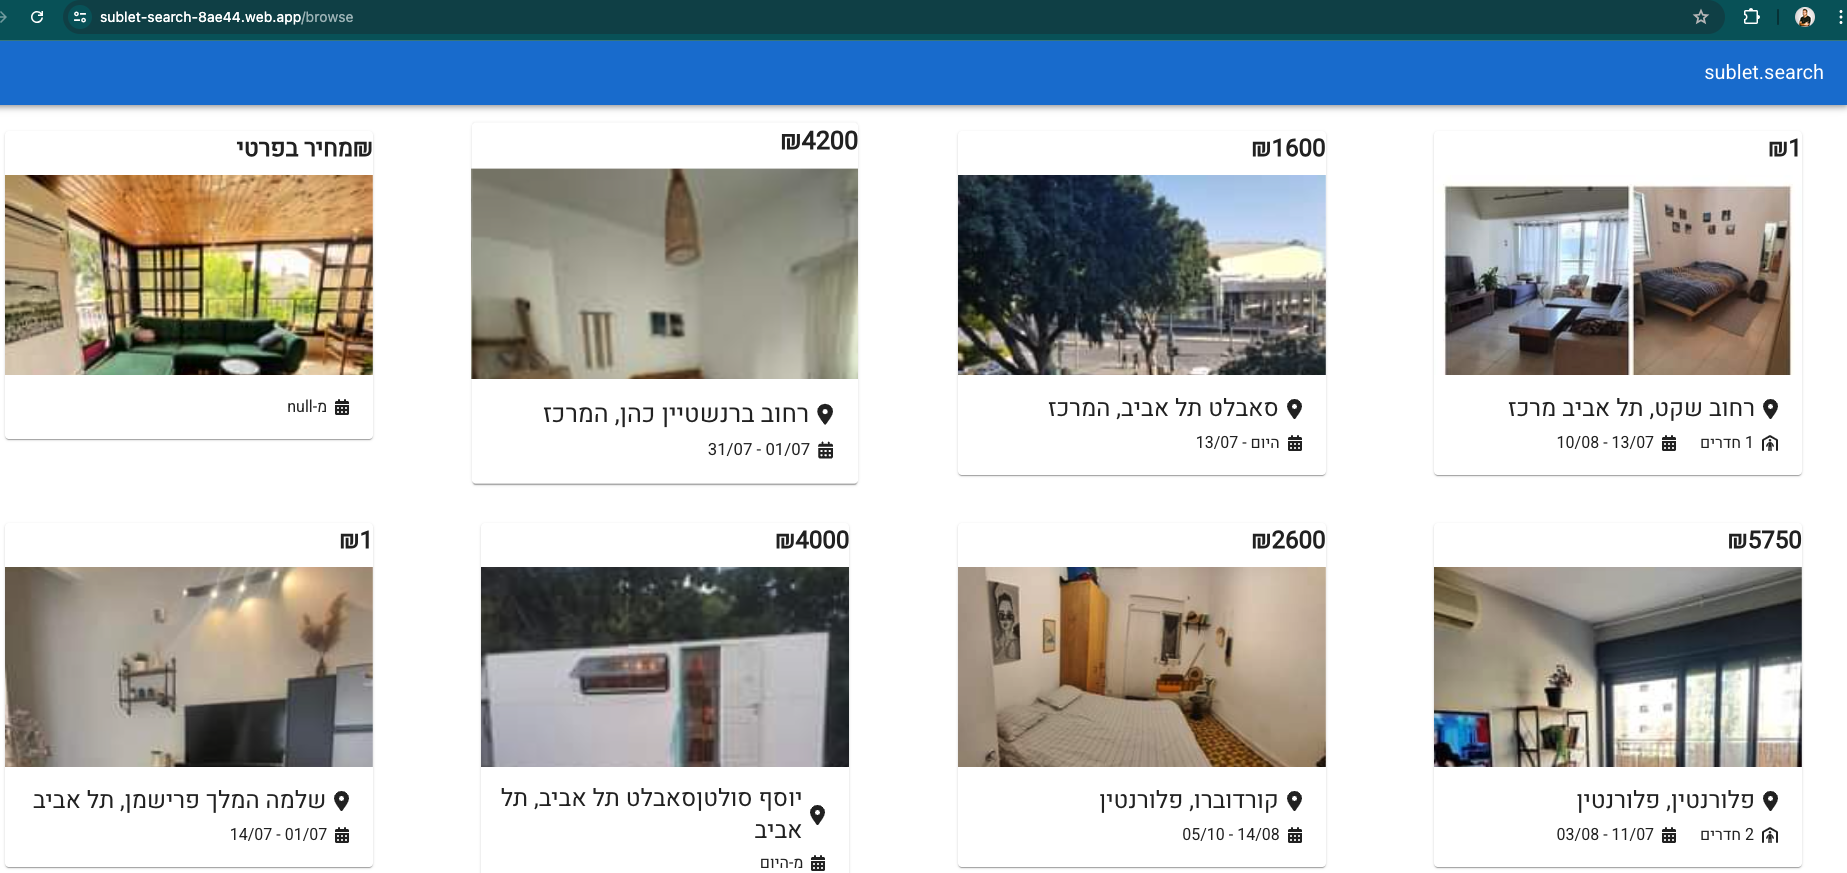 sublet-search-8ae44.web.app/browse
sublet.search
₪1
רחוב שקט, תל אביב מרכז
1 חדרים
13/07 - 10/08
₪1600
סאבלט תל אביב, המרכז
היום - 13/07
₪4200
רחוב ברנשטיין כהן, המרכז
01/07 - 31/07
₪מחיר בפרטי
מ-null
₪5750
פלורנטין, פלורנטין
2 חדרים
11/07 - 03/08
₪2600
קורדוברו, פלורנטין
14/08 - 05/10
₪4000
יוסף סולטןסאבלט תל אביב, תל
אביב
מ-היום
₪1
שלמה המלך פרישמן, תל אביב
01/07 - 14/07